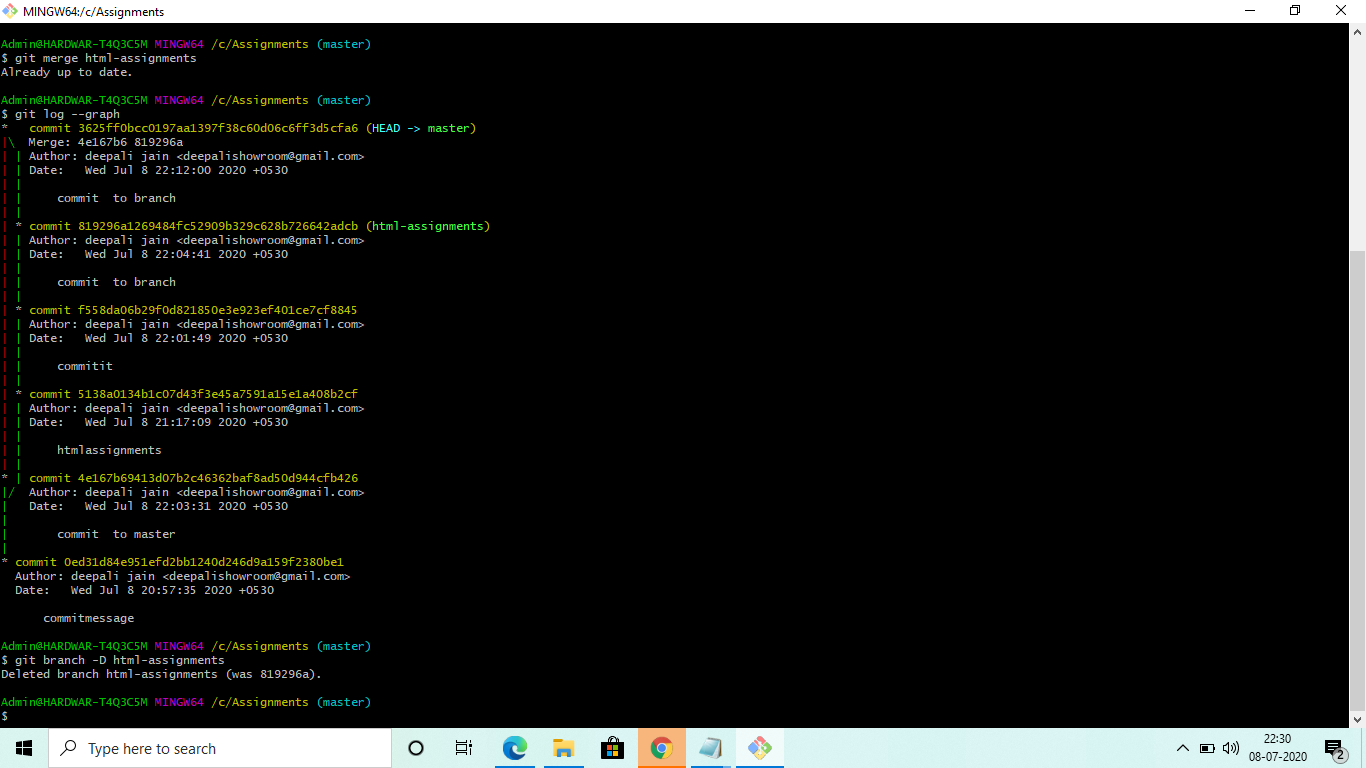 MINGW64:/c/Assignments
Admin@HARDWAR-T4Q3C5M MINGW64 /c/Assignments (master)
$ git merge html-assignments
Already up to date.
Admin@HARDWAR-T4Q3C5M MINGW64 /c/Assignments (master)
$ git log --graph
*   commit 3625ff0bcc0197aa1397f38c60d06c6ff3d5cfa6 (HEAD -> master)
|\  Merge: 4e167b6 819296a
| | Author: deepali jain <deepalishowroom@gmail.com>
| | Date:   Wed Jul 8 22:12:00 2020 +0530
| |
| |     commit  to branch
| |
| * commit 819296a1269484fc52909b329c628b726642adcb (html-assignments)
| | Author: deepali jain <deepalishowroom@gmail.com>
| | Date:   Wed Jul 8 22:04:41 2020 +0530
| |
| |     commit  to branch
| |
| * commit f558da06b29f0d821850e3e923ef401ce7cf8845
| | Author: deepali jain <deepalishowroom@gmail.com>
| | Date:   Wed Jul 8 22:01:49 2020 +0530
| |
| |     commitit
| |
| * commit 5138a0134b1c07d43f3e45a7591a15e1a408b2cf
| | Author: deepali jain <deepalishowroom@gmail.com>
| | Date:   Wed Jul 8 21:17:09 2020 +0530
| |
| |     htmlassignments
| |
* | commit 4e167b69413d07b2c46362baf8ad50d944cfb426
|/  Author: deepali jain <deepalishowroom@gmail.com>
|   Date:   Wed Jul 8 22:03:31 2020 +0530
|
|       commit  to master
|
* commit 0ed31d84e951efd2bb1240d246d9a159f2380be1
  Author: deepali jain <deepalishowroom@gmail.com>
  Date:   Wed Jul 8 20:57:35 2020 +0530
      commitmessage
Admin@HARDWAR-T4Q3C5M MINGW64 /c/Assignments (master)
$ git branch -D html-assignments
Deleted branch html-assignments (was 819296a).
Admin@HARDWAR-T4Q3C5M MINGW64 /c/Assignments (master)
$
Type here to search
22:30
08-07-2020
2